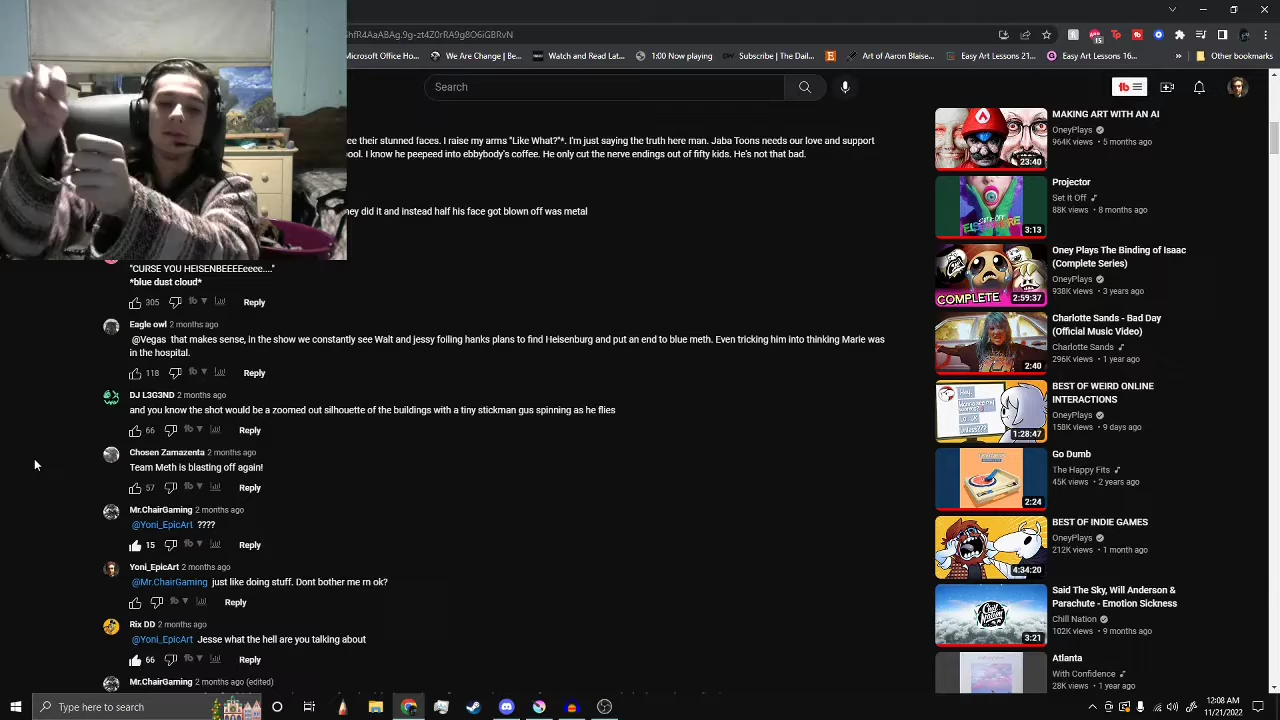 hfR4AaABAg.9g-zt4Z0rRA9g8O6iGBRvN
Microsoft Office Ho...
We Are Change | Be...
Watch and Read Lat...
1:00 Now playing
Subscribe | The Dail...
Art of Aaron Blaise...
Easy Art Lessons 21...
Easy Art Lessons 16...
Other Bookmarks
Search
ce their stunned faces. I raise my arms "Like What?*. I'm just saying the truth here man. Jaba Toons needs our love and support
ool. I know he peepeed into ebbybody's coffee. He only cut the nerve endings out of fifty kids. He's not that bad.
hey did it and instead half his face got blown off was metal
"CURSE YOU HEISENBEEEEeeee...."
*blue dust cloud*
305 Reply
Eagle owl 2 months ago
@Vegas that makes sense, in the show we constantly see Walt and jessy foiling hanks plans to find Heisenburg and put an end to blue meth. Even tricking him into thinking Marie was
in the hospital.
118 Reply
DJ L3G3ND 2 months ago
and you know the shot would be a zoomed out silhouette of the buildings with a tiny stickman gus burning as he flies
66 Reply
Chosen Zamazenta 2 months ago
Team Meth is blasting off again!
57 Reply
Mr.ChairGaming 2 months ago
@Yoni_EpicArt ????
15 Reply
Yoni_EpicArt 2 months ago
@Mr.ChairGaming just like doing stuff. Dont bother me rn ok?
Reply
Rix DD 2 months ago
@Yoni_EpicArt Jesse what the hell are you talking about
66 Reply
Mr.ChairGaming 2 months ago (edited)
MAKING ART WITH AN AI
OneyPlays
964K views • 5 months ago
23:40
Projector
Set It Off
88K views • 8 months ago
SET OFF
ELSEWHERE
3:13
Oney Plays The Binding of Isaac
(Complete Series)
OneyPlays
938K views • 3 years ago
COMPLETE
2:59:37
Charlotte Sands - Bad Day
(Official Music Video)
Charlotte Sands
296K views • 1 year ago
2:40
BEST OF WEIRD ONLINE
INTERACTIONS
OneyPlays
158K views • 9 days ago
1:28:47
Go Dumb
The Happy Fits
45K views • 2 years ago
2:24
BEST OF INDIE GAMES
OneyPlays
212K views • 1 month ago
4:34:20
Said The Sky, Will Anderson &
Parachute - Emotion Sickness
Chill Nation
102K views • 9 months ago
3:21
Atlanta
With Confidence
28K views • 1 year ago
Type here to search
12:08 AM
11/21/2022